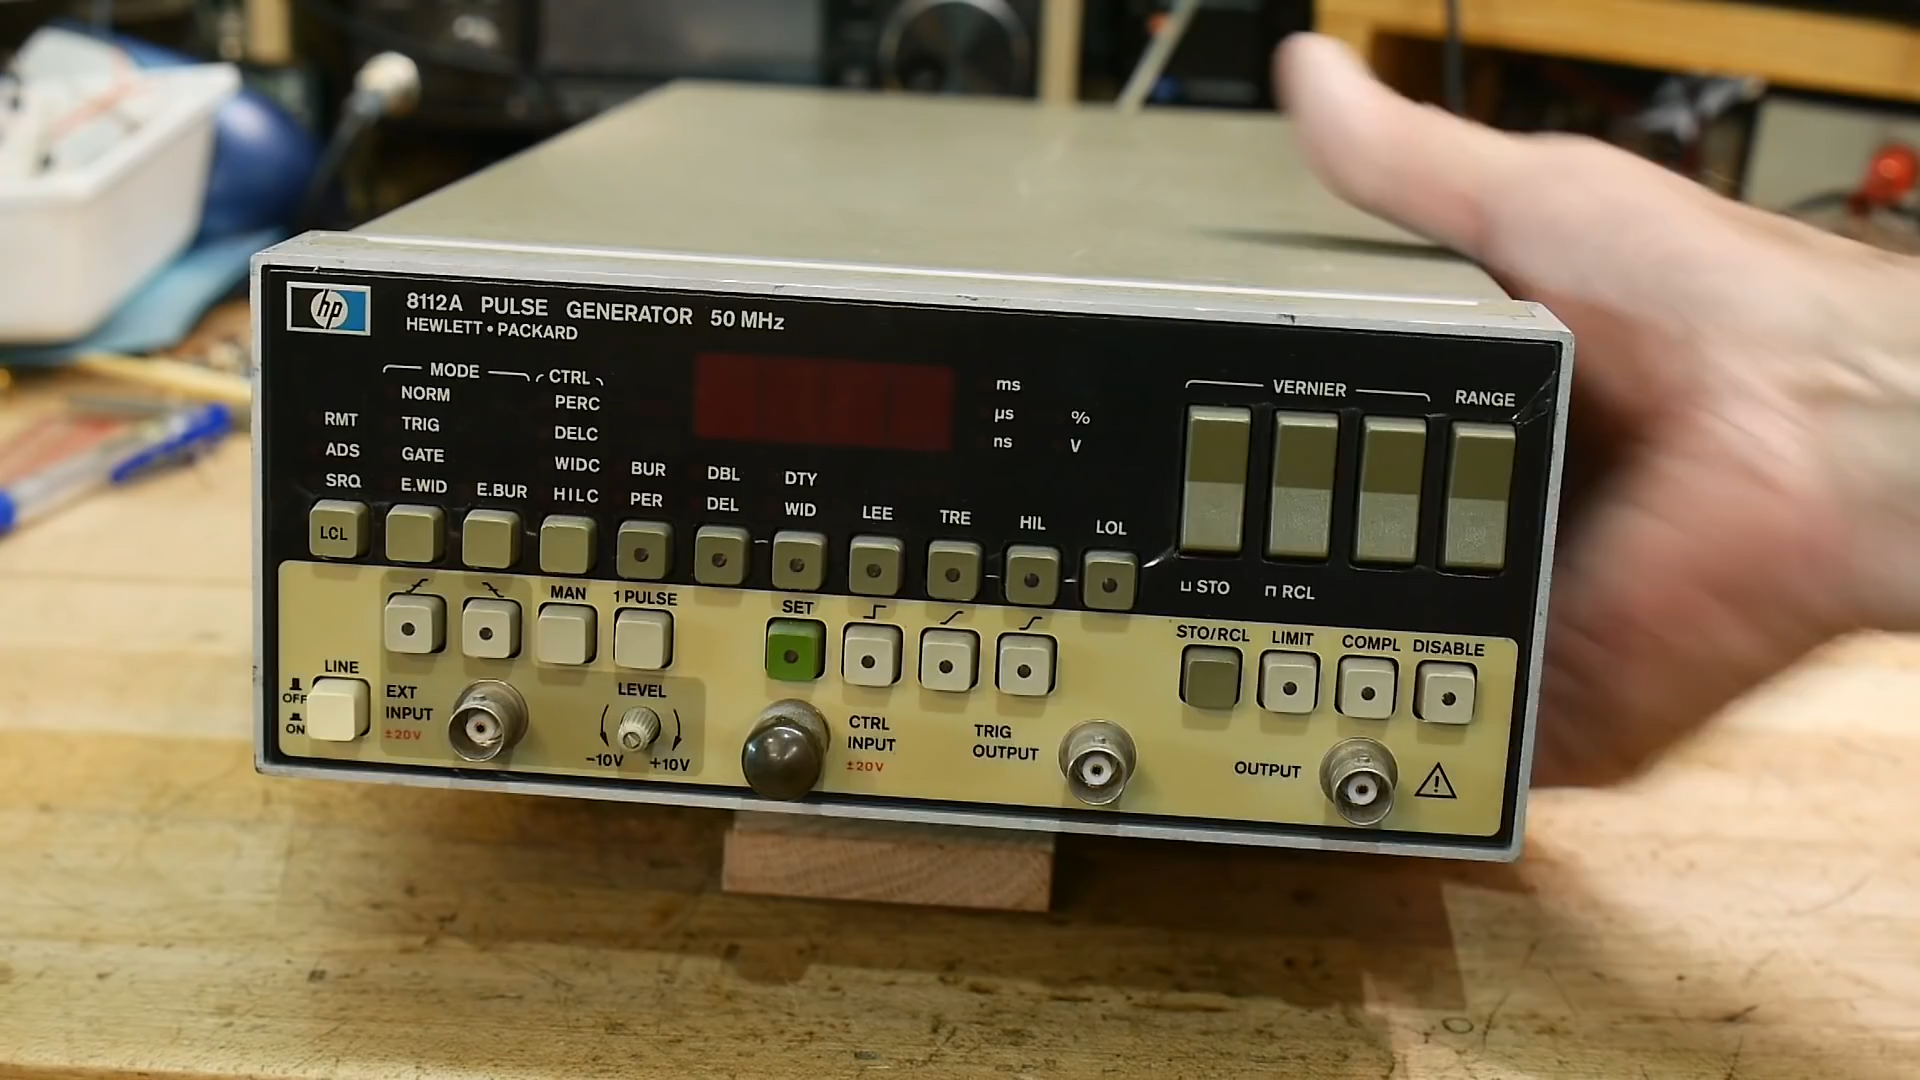 hp
8112A PULSE GENERATOR 50 MHz
HEWLETT • PACKARD
MODE
CTRL
VERNIER
RANGE
NORM
PERC
ms
RMT
TRIG
DELC
µs
%
ADS
GATE
WIDC
BUR
DBL
DTY
ns
V
SRQ
E.WID
E.BUR
HILC
PER
DEL
WID
LEE
TRE
HIL
LOL
LCL
STO
RCL
MAN
1 PULSE
SET
STO/RCL
LIMIT
COMPL
DISABLE
LINE
OFF
ON
EXT
INPUT
±20V
LEVEL
-10V
+10V
CTRL
INPUT
±20V
TRIG
OUTPUT
OUTPUT